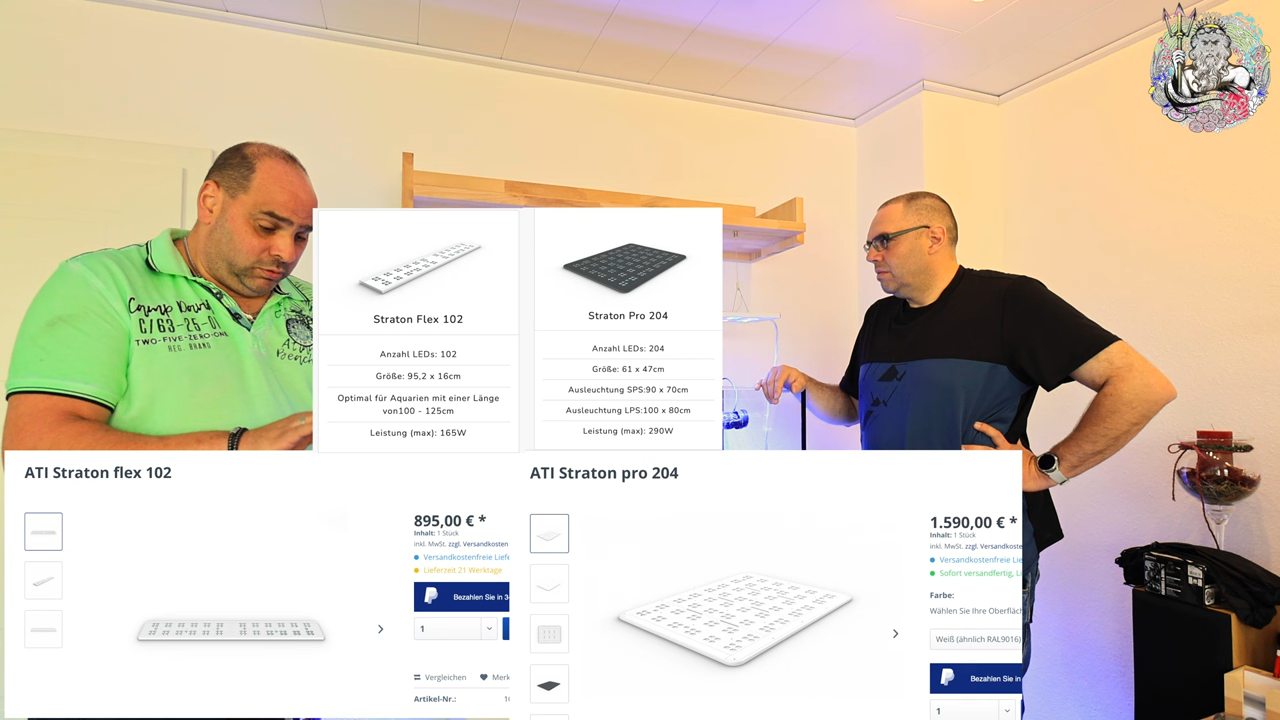 Camp David
C/63-25-01
TWO-FIVE-ZERO-ONE
REG. BRAND
Straton Flex 102
Anzahl LEDs: 102
Größe: 95,2 x 16cm
Optimal für Aquarien mit einer Länge
von100 - 125cm
Leistung (max): 165W
Straton Pro 204
Anzahl LEDs: 204
Größe: 61 x 47cm
Ausleuchtung SPS:90 x 70cm
Ausleuchtung LPS:100 x 80cm
Leistung (max): 290W
ATI Straton flex 102
895,00 € *
Inhalt: 1 Stück
inkl. MwSt. zzgl. Versandkosten
Versandkostenfreie Liefe
Lieferzeit 21 Werktage
Bezahlen Sie in 3
1
Vergleichen
Merk
Artikel-Nr.:
ATI Straton pro 204
1.590,00 € *
Inhalt: 1 Stück
inkl. MwSt. zzgl. Versandkosten
Versandkostenfreie Lie
Sofort versandfertig, Li
Farbe:
Wählen Sie Ihre Oberfläch
Weiß (ähnlich RAL9016)
Bezahlen Sie in
1